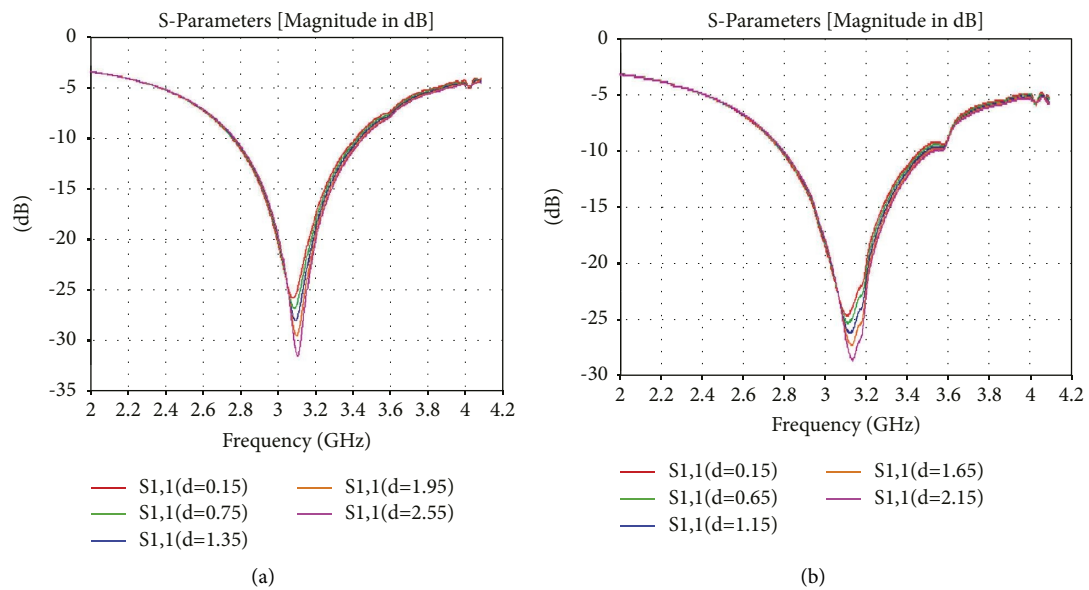 S-Parameters [Magnitude in dB]
0
-5
-10
-15
-20
-25
-30
-35
(dB)
2 2.2 2.4 2.6 2.8 3 3.2 3.4 3.6 3.8 4 4.2
Frequency (GHz)
S1,1(d=0.15)
S1,1(d=0.75)
S1,1(d=1.35)
S1,1(d=1.95)
S1,1(d=2.55)
(a)
S-Parameters [Magnitude in dB]
0
-5
-10
-15
-20
-25
-30
(dB)
2 2.2 2.4 2.6 2.8 3 3.2 3.4 3.6 3.8 4 4.2
Frequency (GHz)
S1,1(d=0.15)
S1,1(d=0.65)
S1,1(d=1.15)
S1,1(d=1.65)
S1,1(d=2.15)
(b)